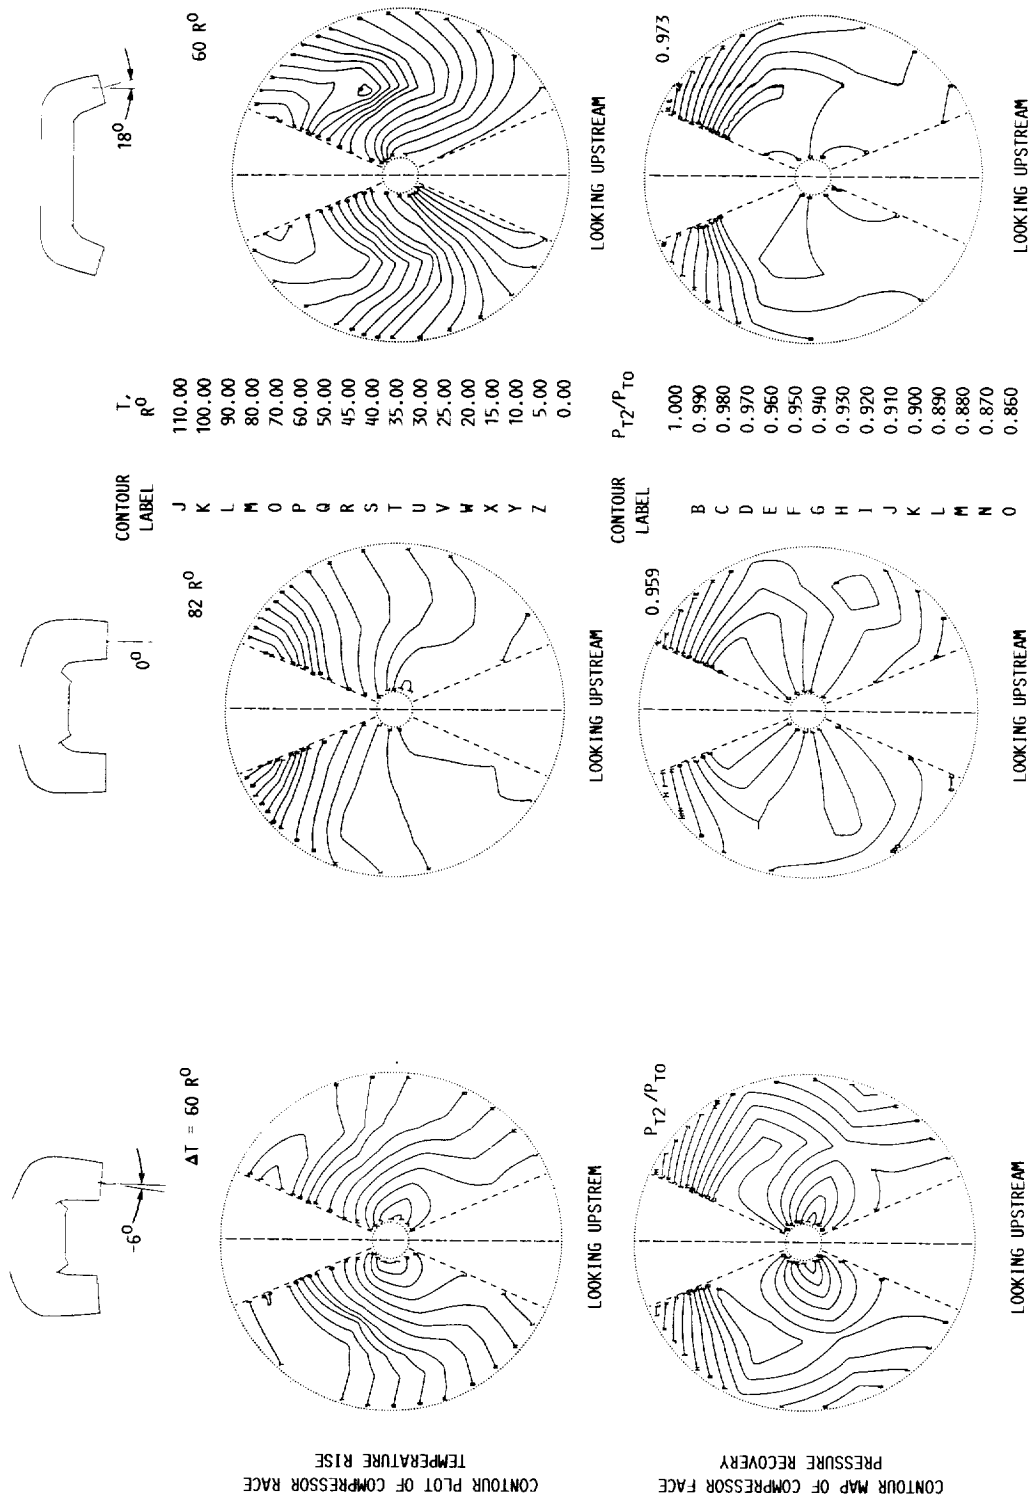 18⁰
0⁰
-6⁰
60 R⁰
82 R⁰
ΔT = 60 R⁰
CONTOUR LABEL
T, R⁰
J 110.00
K 100.00
L 90.00
M 80.00
O 70.00
P 60.00
Q 50.00
R 45.00
S 40.00
T 35.00
U 30.00
V 25.00
W 20.00
X 15.00
Y 10.00
Z 5.00
0.00
LOOKING UPSTREAM
LOOKING UPSTREAM
LOOKING UPSTREM
CONTOUR PLOT OF COMPRESSOR RACE
TEMPERATURE RISE
0.973
0.959
PT2/PTO
CONTOUR LABEL
PT2/PTO
1.000
B 0.990
C 0.980
D 0.970
E 0.960
F 0.950
G 0.940
H 0.930
I 0.920
J 0.910
K 0.900
L 0.890
M 0.880
N 0.870
O 0.860
LOOKING UPSTREAM
LOOKING UPSTREAM
LOOKING UPSTREAM
CONTOUR MAP OF COMPRESSOR FACE
PRESSURE RECOVERY